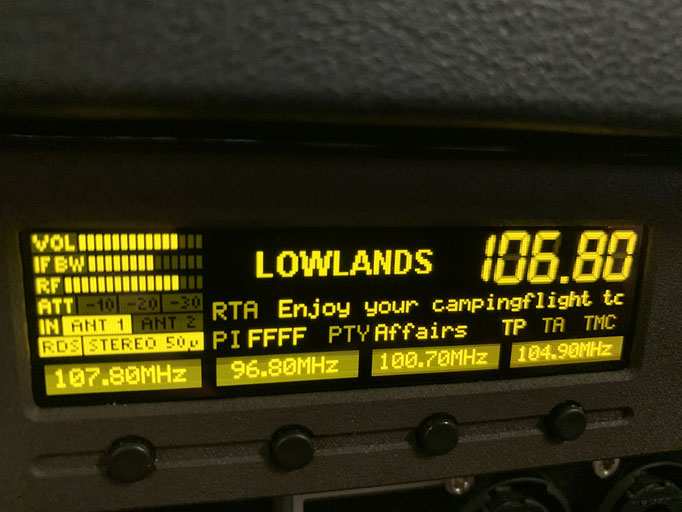 VOL
IF BW
RF
ATT -10 -20 -30
IN ANT 1 ANT 2
RDS STEREO 50µ
LOWLANDS
106.80
RTA Enjoy your campingflight tc
PI FFFF PTY Affairs TP TA TMC
107.80MHz 96.80MHz 100.70MHz 104.90MHz